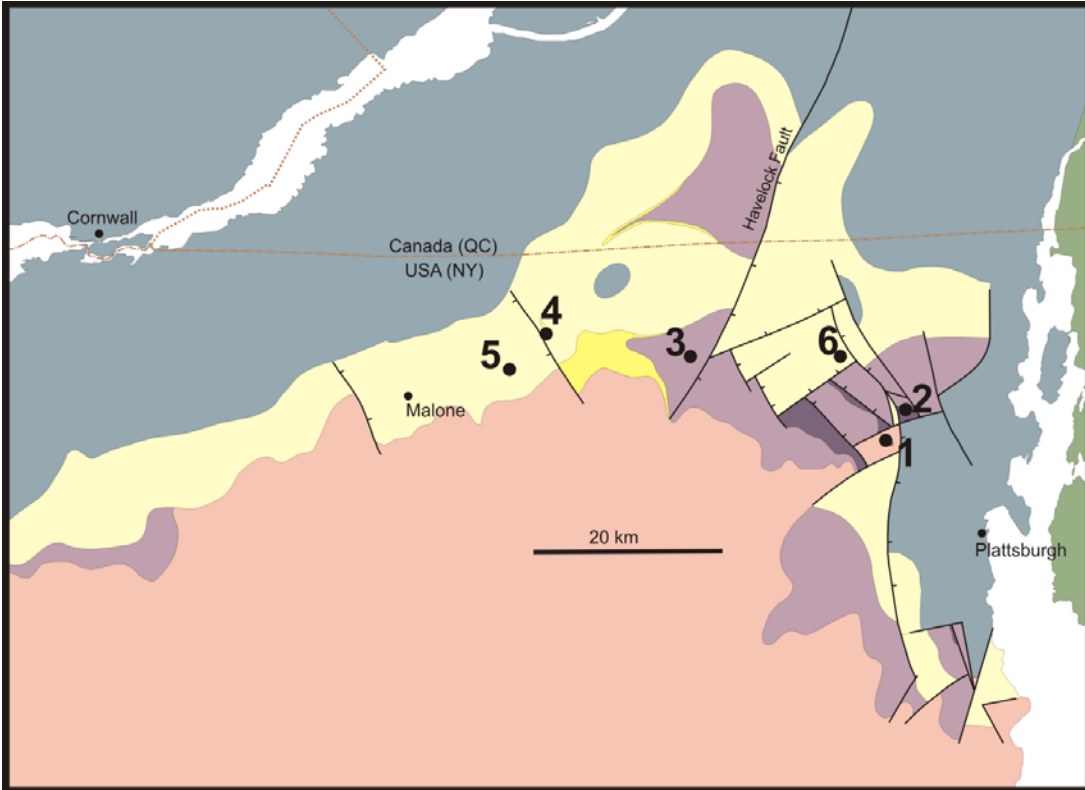 Cornwall
Canada (QC)
USA (NY)
Havelock Fault
4
3
6
5
Malone
2
1
20 km
Plattsburgh